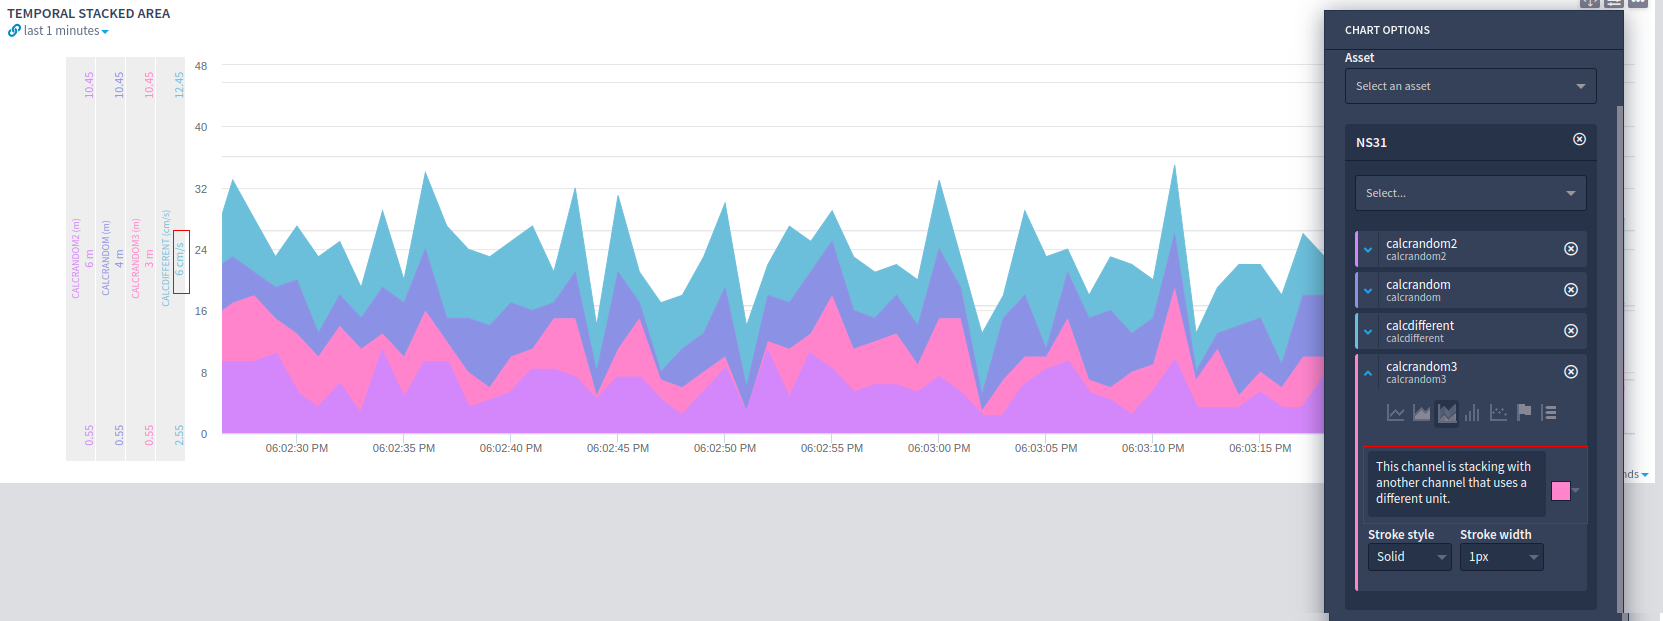 TEMPORAL STACKED AREA
last 1 minutes
CALCRANDOM2 (m)
0.55
6 m
10.45
CALCRANDOM (m)
0.55
4 m
10.45
CALCRANDOM3 (m)
0.55
3 m
10.45
CALCDIFFERENT (cm/s)
2.55
6 cm/s
12.45
48
40
32
24
16
8
0
06:02:30 PM
06:02:35 PM
06:02:40 PM
06:02:45 PM
06:02:50 PM
06:02:55 PM
06:03:00 PM
06:03:05 PM
06:03:10 PM
06:03:15 PM
CHART OPTIONS
Asset
Select an asset
NS31
Select...
calcrandom2
calcrandom2
calcrandom
calcrandom
calcdifferent
calcdifferent
calcrandom3
calcrandom3
This channel is stacking with
another channel that uses a
different unit.
Stroke style
Stroke width
Solid
1px
nds